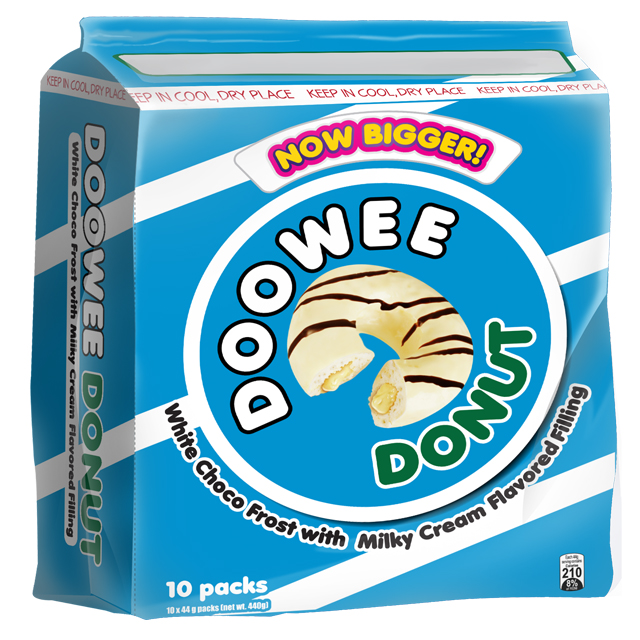 KEEP IN COOL, DRY PLACE
EEP IN COOL, DRY PLACE KEEP IN COOL, DRY PLACE KEEP IN COOL, DRY PLA
NOW BIGGER!
DOOWEE
DONUT
White Choco Frost with Milky Cream Flavored Filling
DOOWEE DONUT
White Choco Frost with Milky Cream Flavored Filling
10 packs
10 x 44 g packs (net wt. 440g)
210
8%